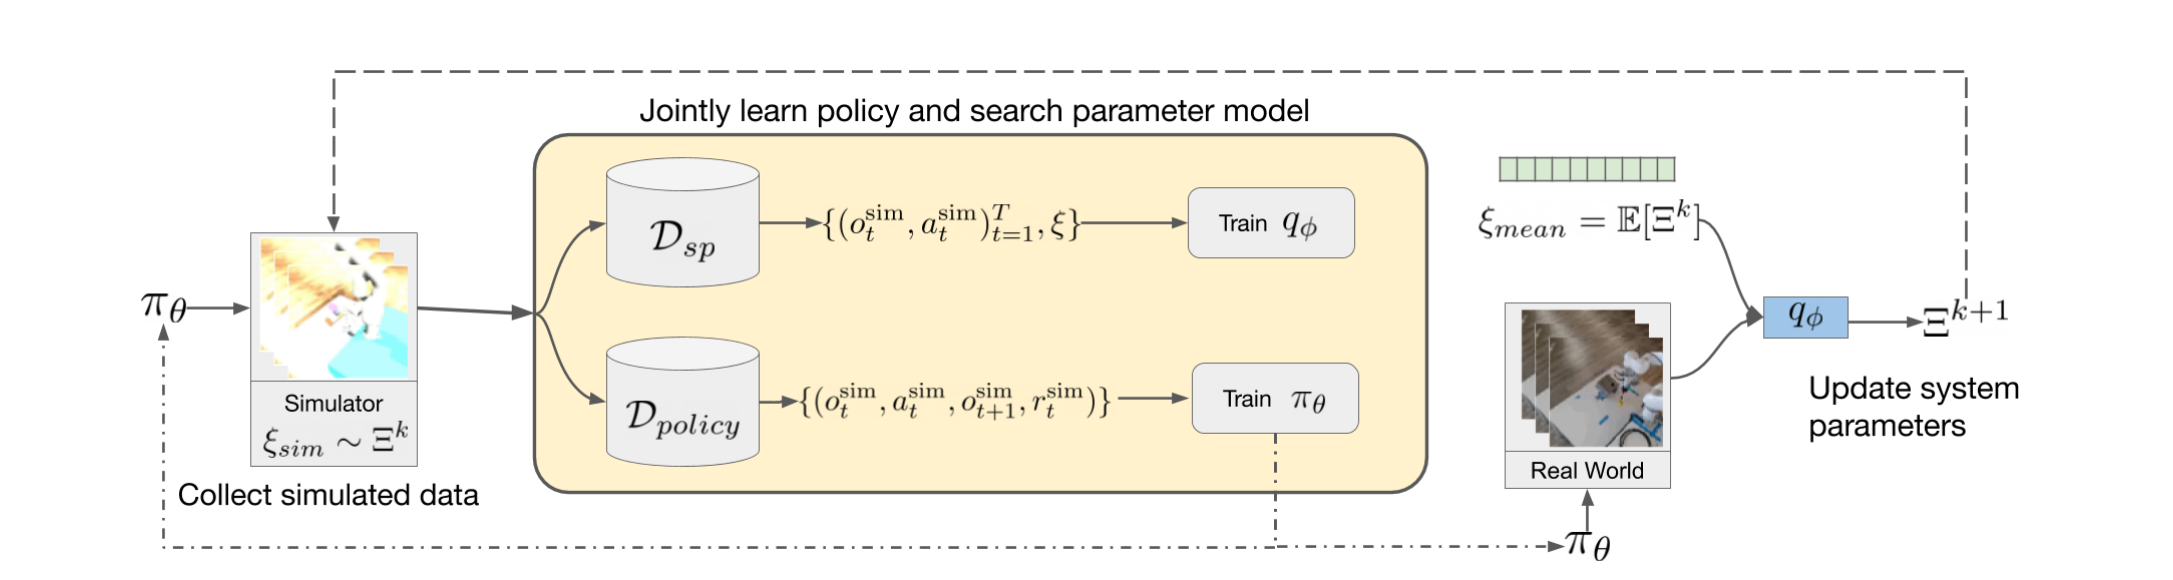 Jointly learn policy and search parameter model
$\mathcal{D}_{sp}$
$\{(o_t^{\text{sim}}, a_t^{\text{sim}})_{t=1}^T, \xi\}$
Train $q_\phi$
$\xi_{mean} = \mathbb{E}[\Xi^k]$
$\pi_\theta$
Simulator
$\xi_{sim} \sim \Xi^k$
Collect simulated data
$\mathcal{D}_{policy}$
$\{(o_t^{\text{sim}}, a_t^{\text{sim}}, o_{t+1}^{\text{sim}}, r_t^{\text{sim}})\}$
Train $\pi_\theta$
Real World
$\pi_\theta$
$q_\phi$
$\Xi^{k+1}$
Update system
parameters